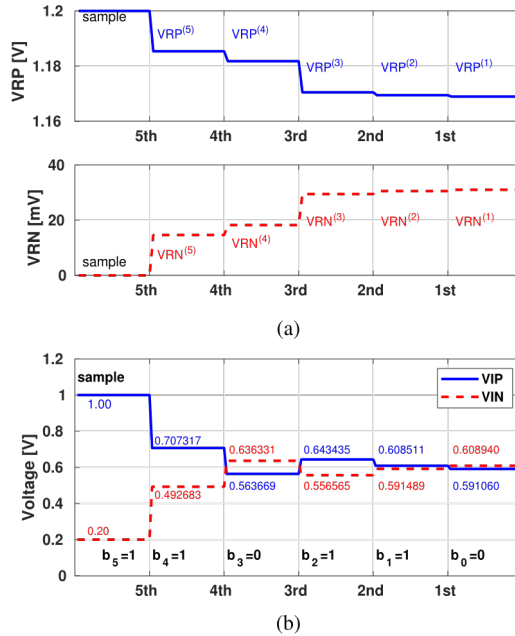 1.2
sample
VRP(5) VRP(4)
VRP [V]
1.18
VRP(3) VRP(2) VRP(1)
1.16
5th 4th 3rd 2nd 1st
40
VRN [mV]
20
VRN(5) VRN(4) VRN(3) VRN(2) VRN(1)
sample
0
5th 4th 3rd 2nd 1st
(a)
1.2
sample
VIP
VIN
1
1.00
0.8
0.707317 0.636331 0.643435 0.608511 0.608940
Voltage [V]
0.6
0.492683 0.563669 0.556565 0.591489 0.591060
0.4
0.20
0.2
b5=1 b4=1 b3=0 b2=1 b1=1 b0=0
0
5th 4th 3rd 2nd 1st
(b)